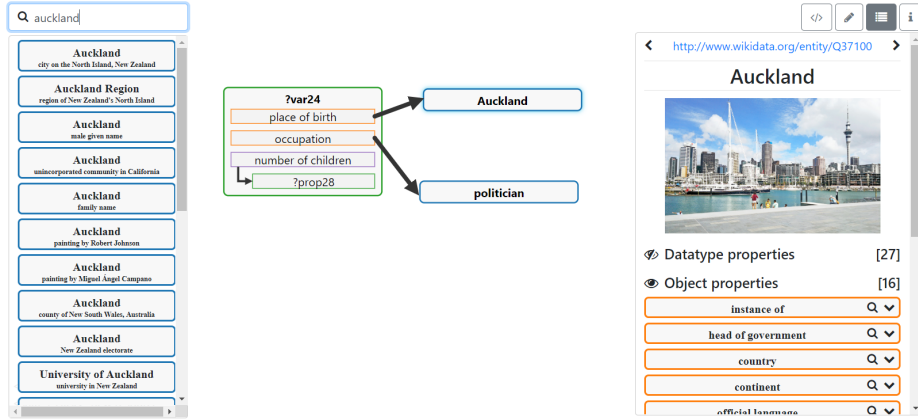 auckland
</>
i
Auckland
city on the North Island, New Zealand
Auckland Region
region of New Zealand's North Island
Auckland
male given name
Auckland
unincorporated community in California
Auckland
family name
Auckland
painting by Robert Johnson
Auckland
painting by Miguel Ángel Campano
Auckland
county of New South Wales, Australia
Auckland
New Zealand electorate
University of Auckland
university in New Zealand
?var24
place of birth
occupation
number of children
?prop28
Auckland
politician
http://www.wikidata.org/entity/Q37100
Auckland
Datatype properties [27]
Object properties [16]
instance of
head of government
country
continent
official language